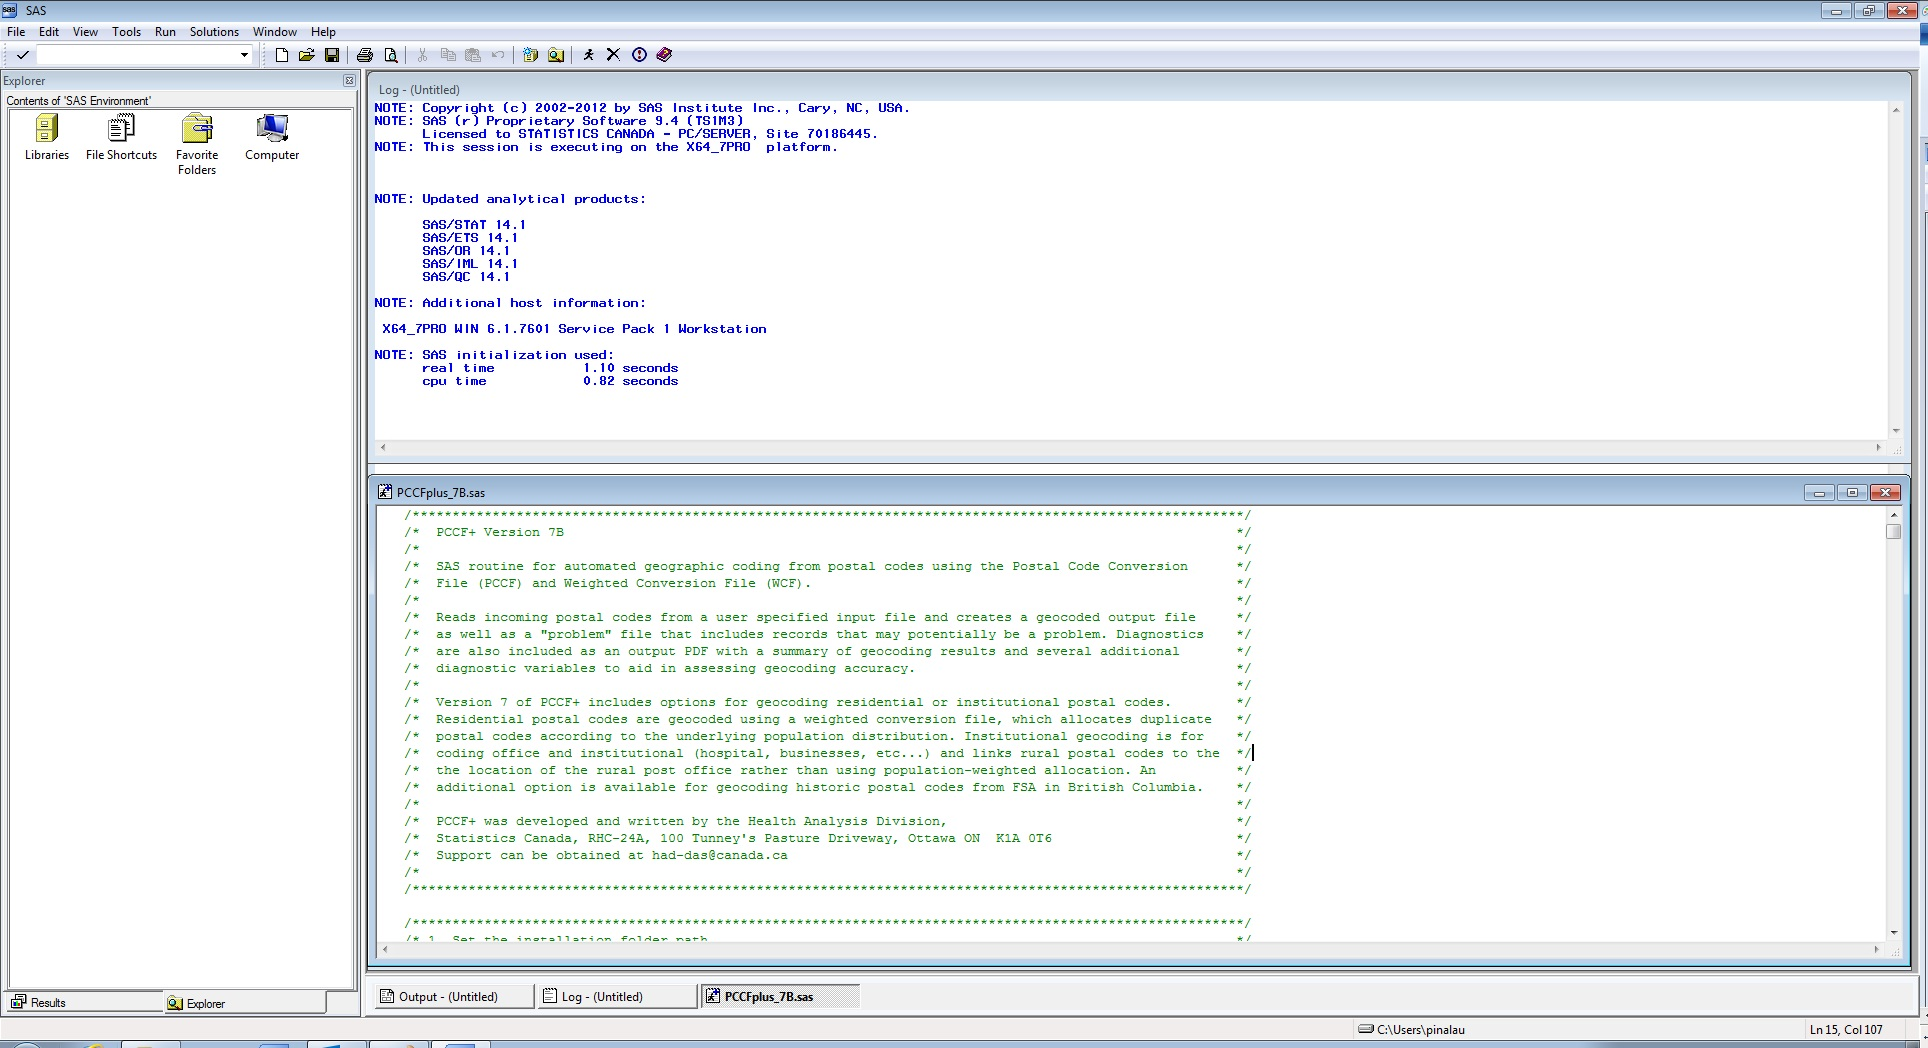 SAS
File Edit View Tools Run Solutions Window Help
Explorer
Contents of 'SAS Environment'
Libraries
File Shortcuts
Favorite Folders
Computer
Log - (Untitled)
NOTE: Copyright (c) 2002-2012 by SAS Institute Inc., Cary, NC, USA.
NOTE: SAS (r) Proprietary Software 9.4 (TS1M3)
Licensed to STATISTICS CANADA - PC/SERVER, Site 70186445.
NOTE: This session is executing on the X64_7PRO  platform.
NOTE: Updated analytical products:
SAS/STAT 14.1
SAS/ETS 14.1
SAS/OR 14.1
SAS/IML 14.1
SAS/QC 14.1
NOTE: Additional host information:
X64_7PRO WIN 6.1.7601 Service Pack 1 Workstation
NOTE: SAS initialization used:
real time           1.10 seconds
cpu time            0.82 seconds
PCCFplus_7B.sas
/********************************************************************************************************/
/*  PCCF+ Version 7B */
/* */
/*  SAS routine for automated geographic coding from postal codes using the Postal Code Conversion */
/*  File (PCCF) and Weighted Conversion File (WCF). */
/* */
/*  Reads incoming postal codes from a user specified input file and creates a geocoded output file */
/*  as well as a "problem" file that includes records that may potentially be a problem. Diagnostics */
/*  are also included as an output PDF with a summary of geocoding results and several additional */
/*  diagnostic variables to aid in assessing geocoding accuracy. */
/* */
/*  Version 7 of PCCF+ includes options for geocoding residential or institutional postal codes. */
/*  Residential postal codes are geocoded using a weighted conversion file, which allocates duplicate */
/*  postal codes according to the underlying population distribution. Institutional geocoding is for */
/*  coding office and institutional (hospital, businesses, etc...) and links rural postal codes to the */
/*  the location of the rural post office rather than using population-weighted allocation. An */
/*  additional option is available for geocoding historic postal codes from FSA in British Columbia. */
/* */
/*  PCCF+ was developed and written by the Health Analysis Division, */
/*  Statistics Canada, RHC-24A, 100 Tunney's Pasture Driveway, Ottawa ON  K1A 0T6 */
/*  Support can be obtained at had-das@canada.ca */
/* */
/********************************************************************************************************/
/********************************************************************************************************/
/* 1. Set the installation folder path */
Results
Explorer
Output - (Untitled)
Log - (Untitled)
PCCFplus_7B.sas
C:\Users\pinalau
Ln 15, Col 107